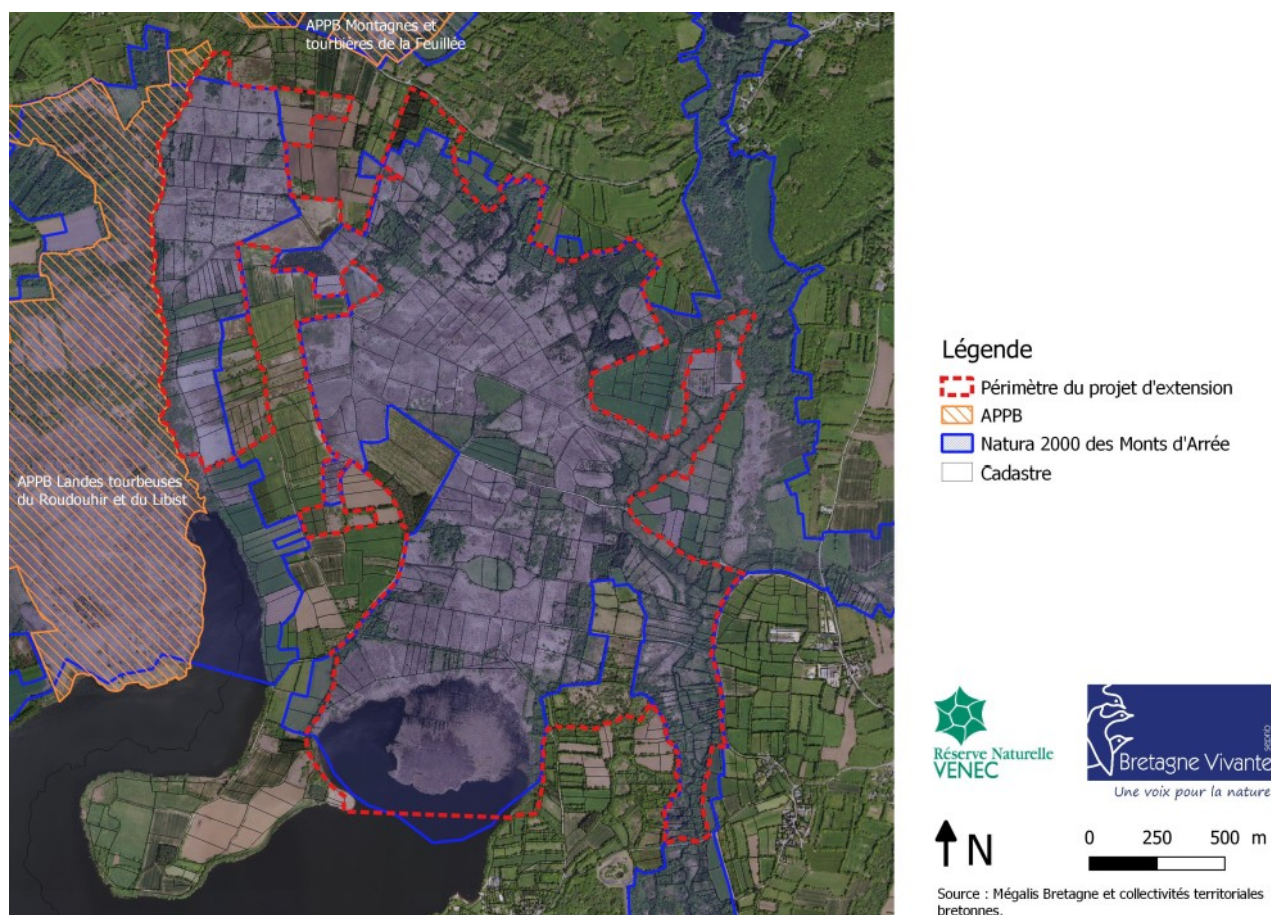 APPB Montagnes et
tourbières de la Feuillée
APPB Landes tourbeuses
du Roudouhir et du Libist
Légende
Périmètre du projet d'extension
APPB
Natura 2000 des Monts d'Arrée
Cadastre
Réserve Naturelle
VENEC
sepnb
Bretagne Vivante
Une voix pour la nature
N
0 250 500 m
Source : Mégalis Bretagne et collectivités territoriales
bretonnes.